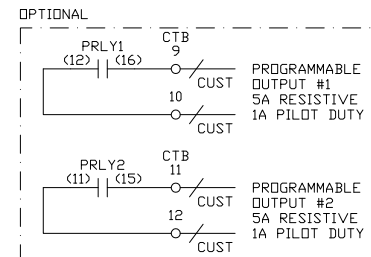 OPTIONAL
CTB
PRLY1 9
(12) (16)
CUST
PROGRAMMABLE
OUTPUT #1
5A RESISTIVE
1A PILOT DUTY
10
CUST
CTB
PRLY2 11
(11) (15)
CUST
PROGRAMMABLE
OUTPUT #2
5A RESISTIVE
1A PILOT DUTY
12
CUST